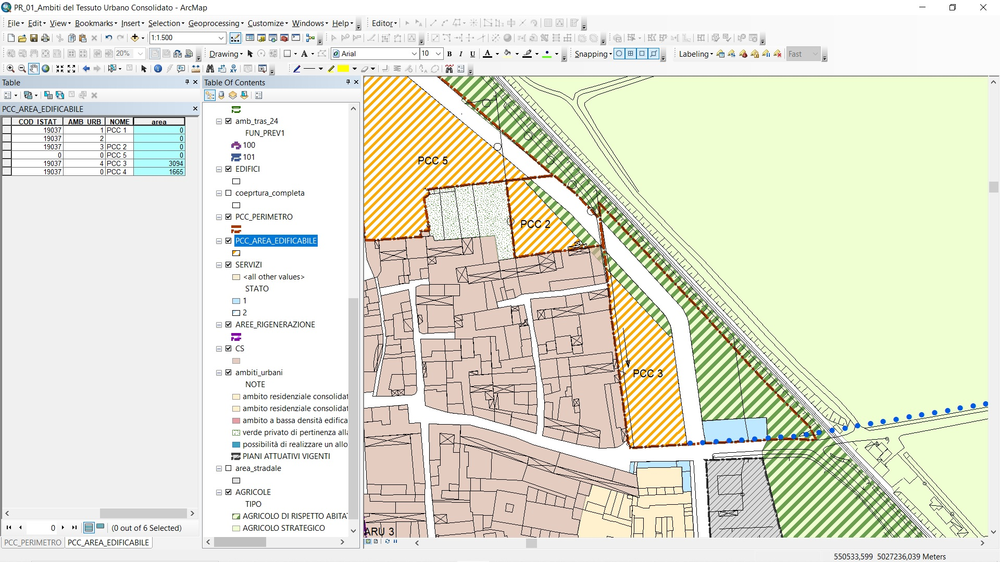 PR_01_Ambiti del Tessuto Urbano Consolidato - ArcMap
File Edit View Bookmarks Insert Selection Geoprocessing Customize Windows Help Editor
1:1.500
20% Drawing A Arial 10 B I U A Snapping Labeling Fast
Table
PCC_AREA_EDIFICABILE
COD_ISTAT AMB_URB NOME area
19037 1 PCC 1 0
19037 2 0
19037 3 PCC 2 0
0 0 PCC 5 0
19037 4 PCC 3 3094
19037 0 PCC 4 1665
0 (0 out of 6 Selected)
PCC_PERIMETRO PCC_AREA_EDIFICABILE
Table Of Contents
amb_tras_24
FUN_PREV1
100
101
EDIFICI
coeprtura_completa
PCC_PERIMETRO
PCC_AREA_EDIFICABILE
SERVIZI
<all other values>
STATO
1
2
AREE_RIGENERAZIONE
CS
ambiti_urbani
NOTE
ambito residenziale consolidat
ambito residenziale consolidat
ambito a bassa densità edifica
verde privato di pertinenza alla
possibilità di realizzare un allo
PIANI ATTUATIVI VIGENTI
area_stradale
AGRICOLE
TIPO
AGRICOLO DI RISPETTO ABITAT
AGRICOLO STRATEGICO
PCC 5
PCC 2
PCC 3
ARU 3
550533,599 5027236,039 Meters